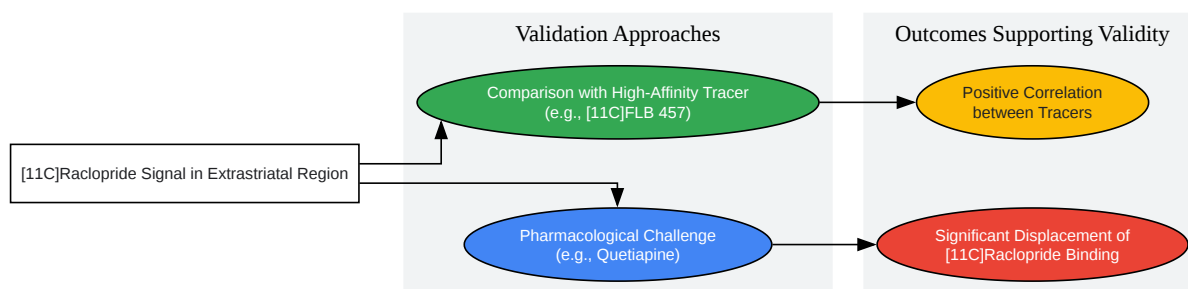 Validation Approaches
Outcomes Supporting Validity
Comparison with High-Affinity Tracer
(e.g., [11C]FLB 457)
Positive Correlation
between Tracers
[11C]Raclopride Signal in Extrastriatal Region
Pharmacological Challenge
(e.g., Quetiapine)
Significant Displacement of
[11C]Raclopride Binding